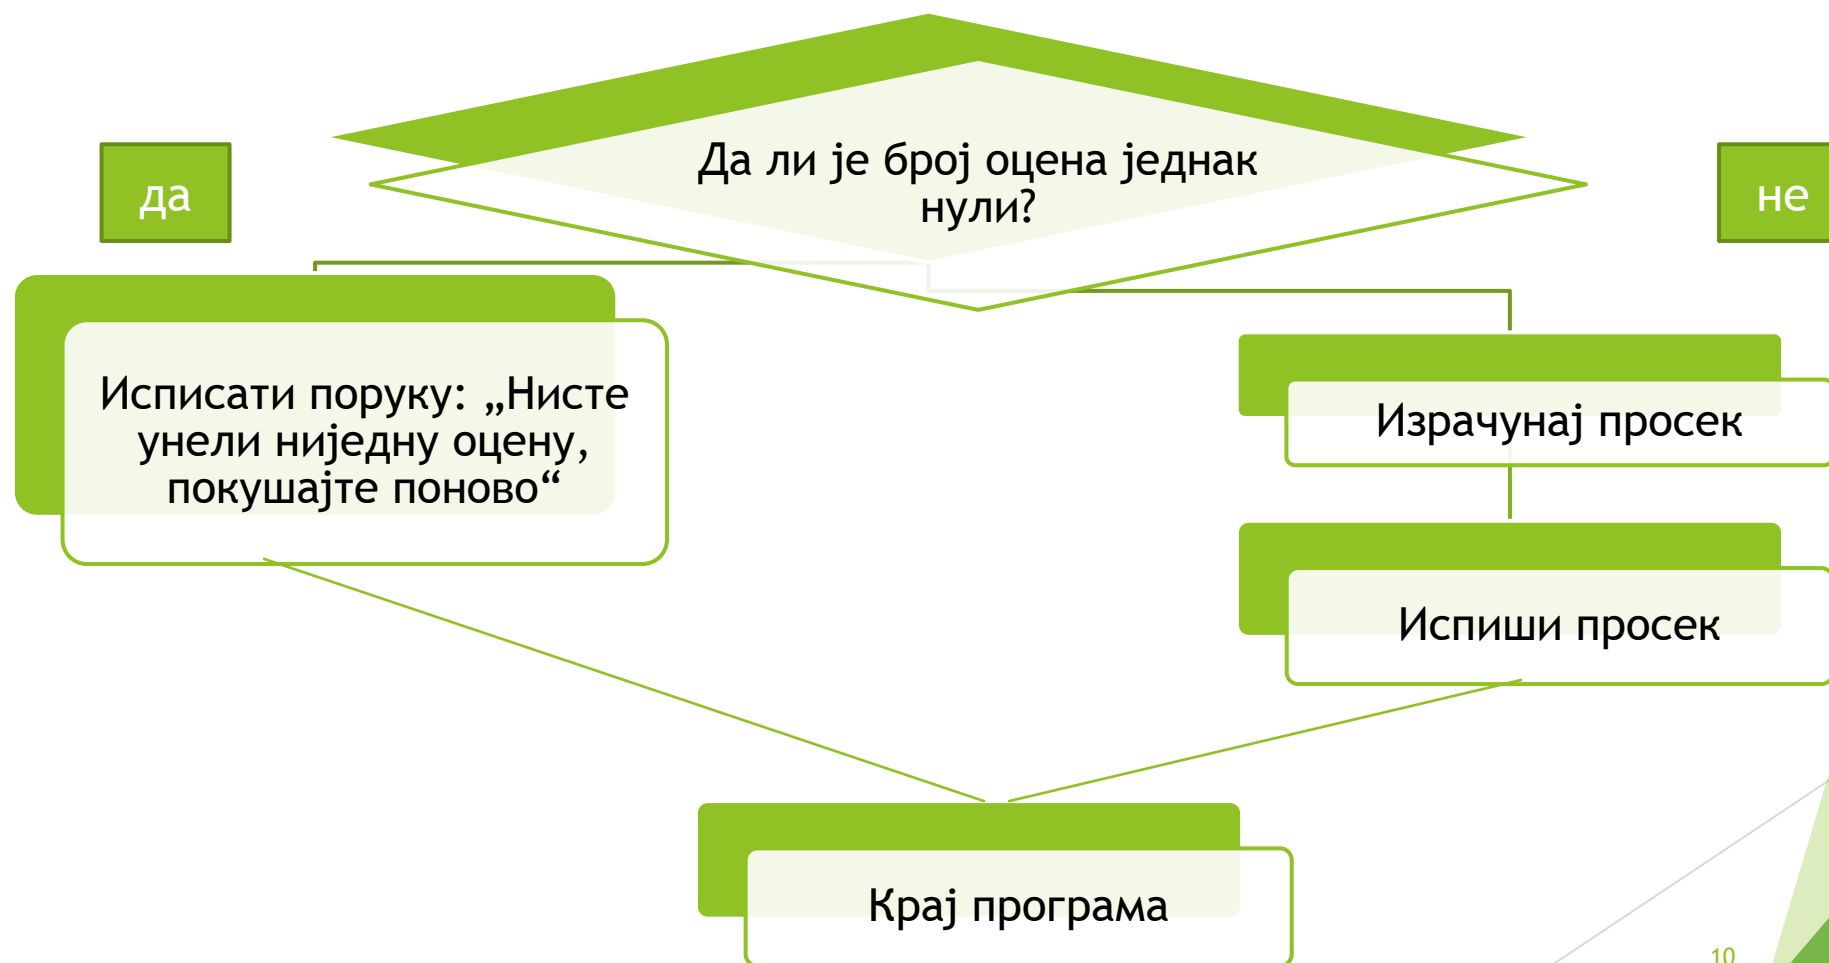 Да ли је број оцена једнак
нули?
да
не
Исписати поруку: „Нисте
унели ниједну оцену,
покушајте поново“
Израчунај просек
Испиши просек
Крај програма
10